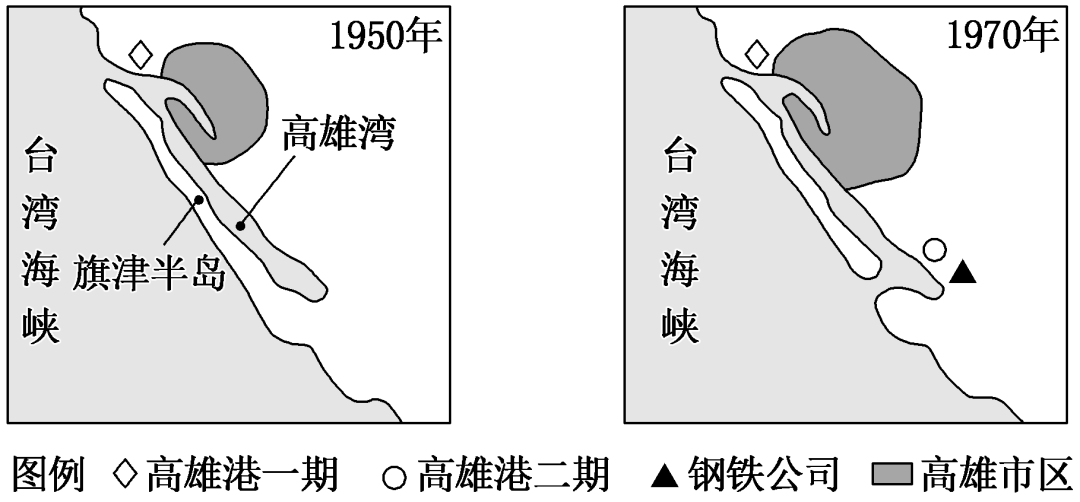 1950年
高雄湾
台湾海峡
旗津半岛
1970年
台湾海峡
图例 高雄港一期 高雄港二期 钢铁公司 高雄市区